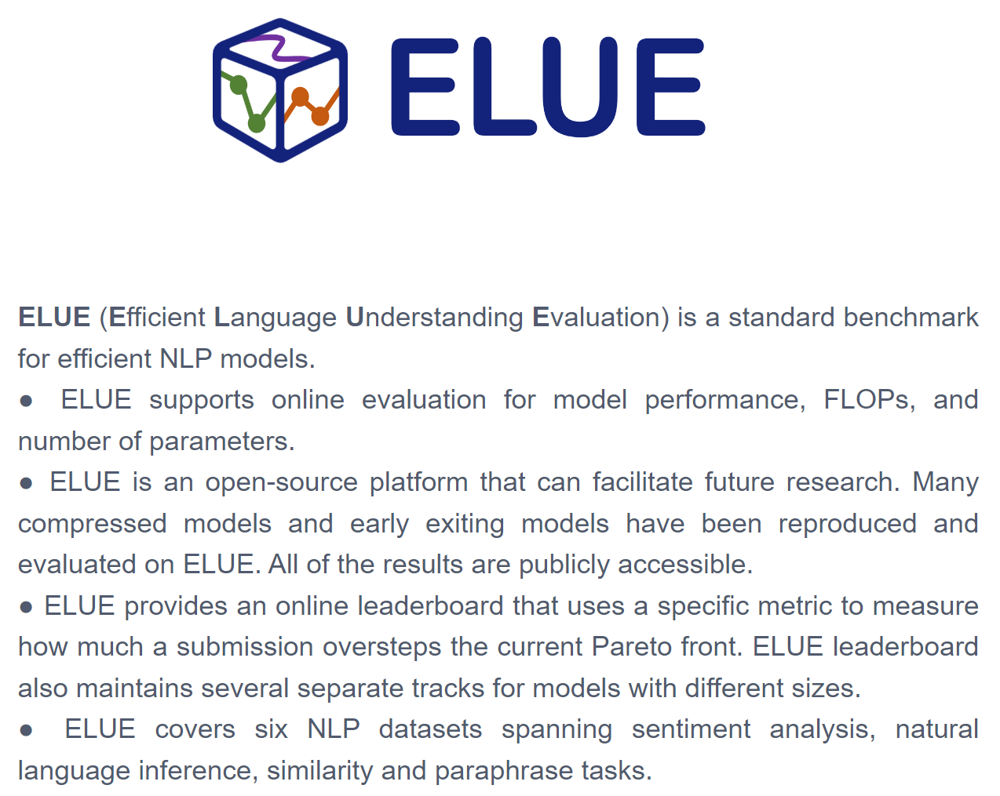 ELUE
ELUE (Efficient Language Understanding Evaluation) is a standard benchmark
for efficient NLP models.
● ELUE supports online evaluation for model performance, FLOPs, and
number of parameters.
● ELUE is an open-source platform that can facilitate future research. Many
compressed models and early exiting models have been reproduced and
evaluated on ELUE. All of the results are publicly accessible.
● ELUE provides an online leaderboard that uses a specific metric to measure
how much a submission oversteps the current Pareto front. ELUE leaderboard
also maintains several separate tracks for models with different sizes.
● ELUE covers six NLP datasets spanning sentiment analysis, natural
language inference, similarity and paraphrase tasks.